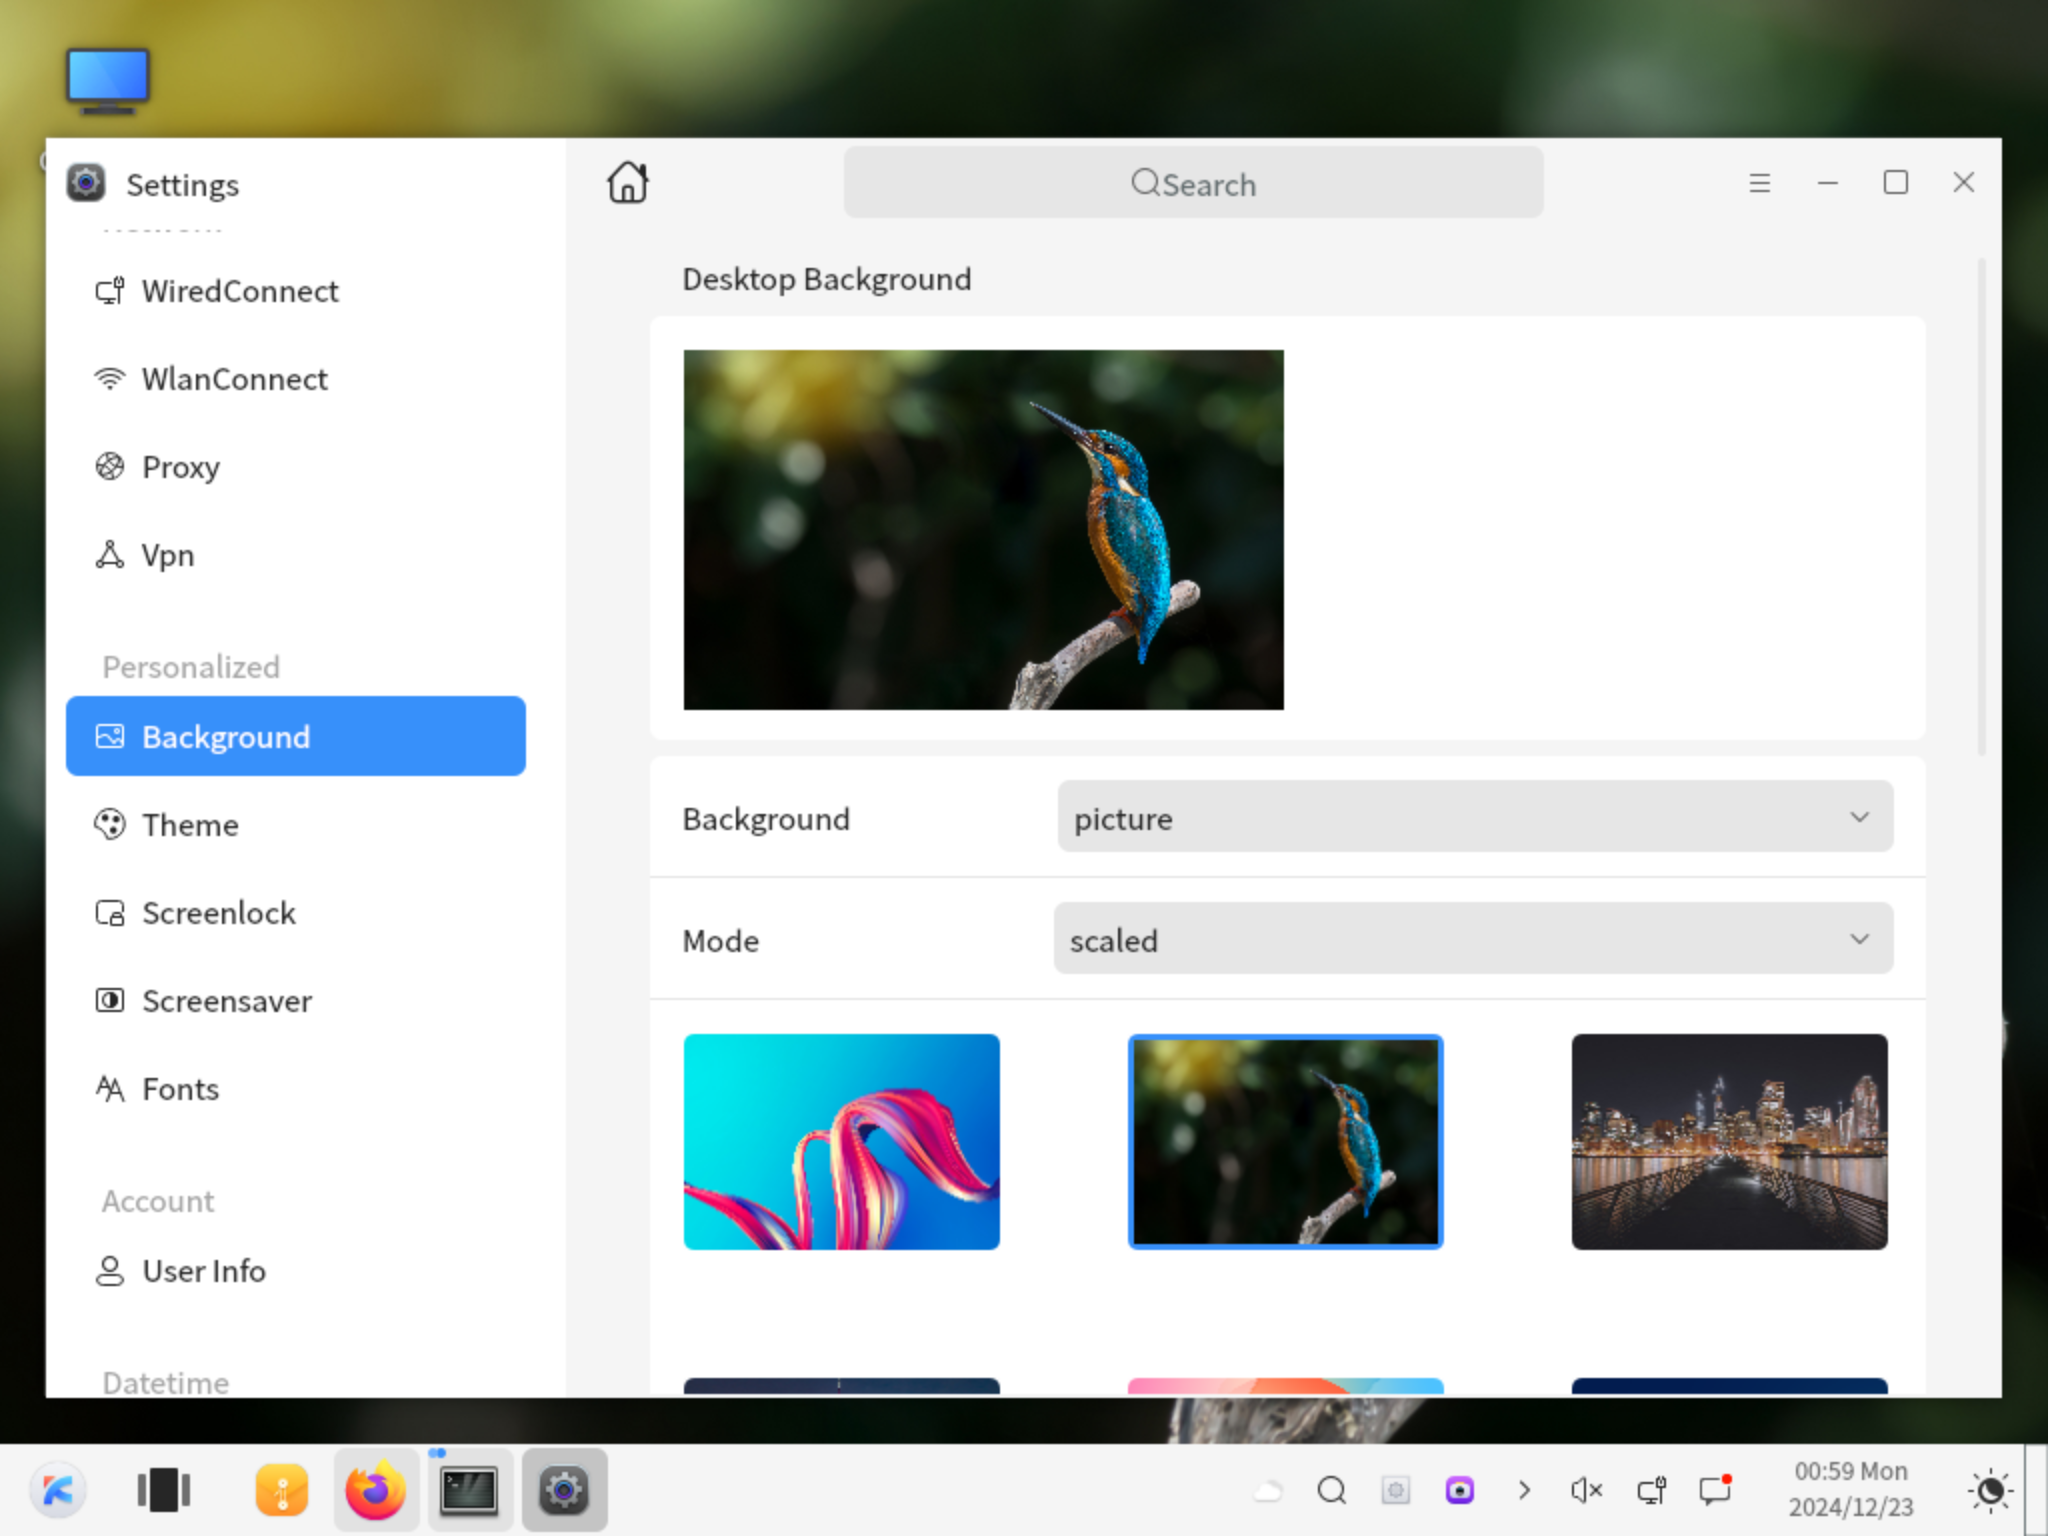 Settings
Search
WiredConnect
WlanConnect
Proxy
Vpn
Personalized
Background
Theme
Screenlock
Screensaver
Fonts
Account
User Info
Datetime
Desktop Background
Background
picture
Mode
scaled
00:59 Mon
2024/12/23